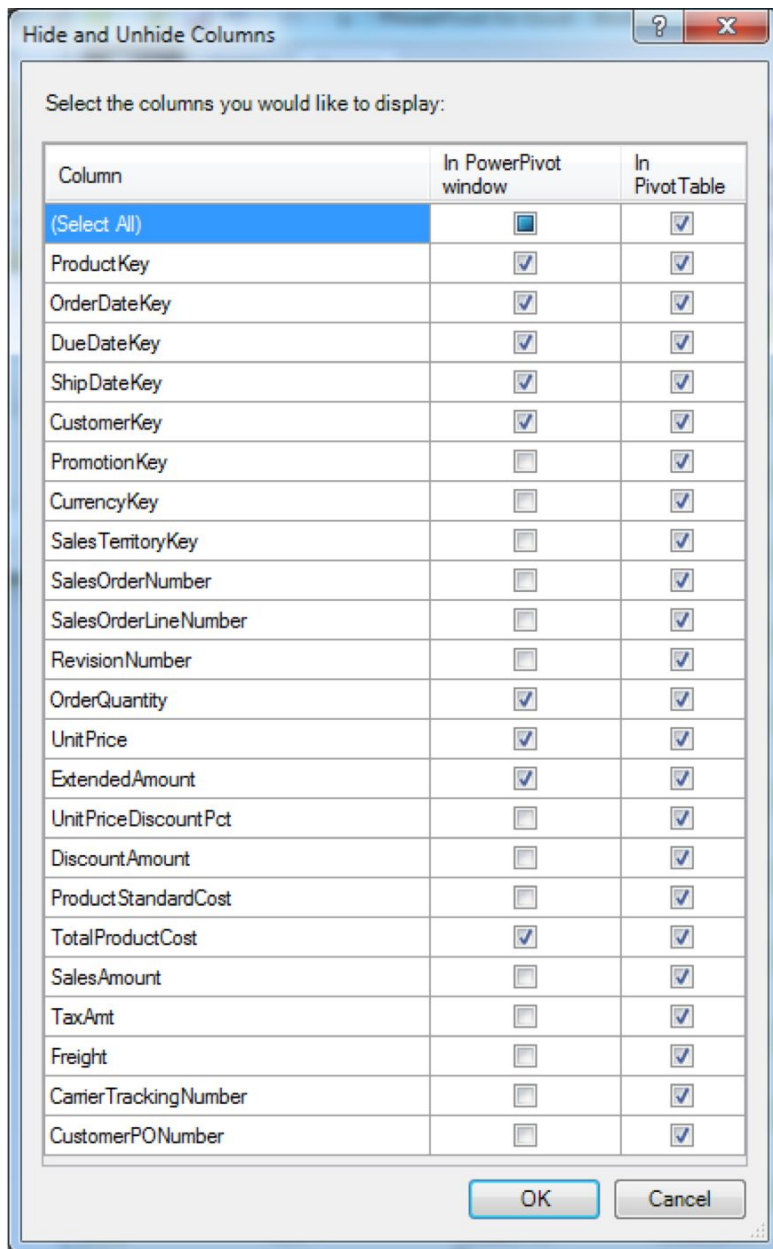 Hide and Unhide Columns
Select the columns you would like to display:
Column In PowerPivot window In PivotTable
(Select All)
ProductKey
OrderDateKey
DueDateKey
ShipDateKey
CustomerKey
PromotionKey
CurrencyKey
SalesTerritoryKey
SalesOrderNumber
SalesOrderLineNumber
RevisionNumber
OrderQuantity
UnitPrice
ExtendedAmount
UnitPriceDiscountPct
DiscountAmount
ProductStandardCost
TotalProductCost
SalesAmount
TaxAmt
Freight
CarrierTrackingNumber
CustomerPONumber
OK Cancel